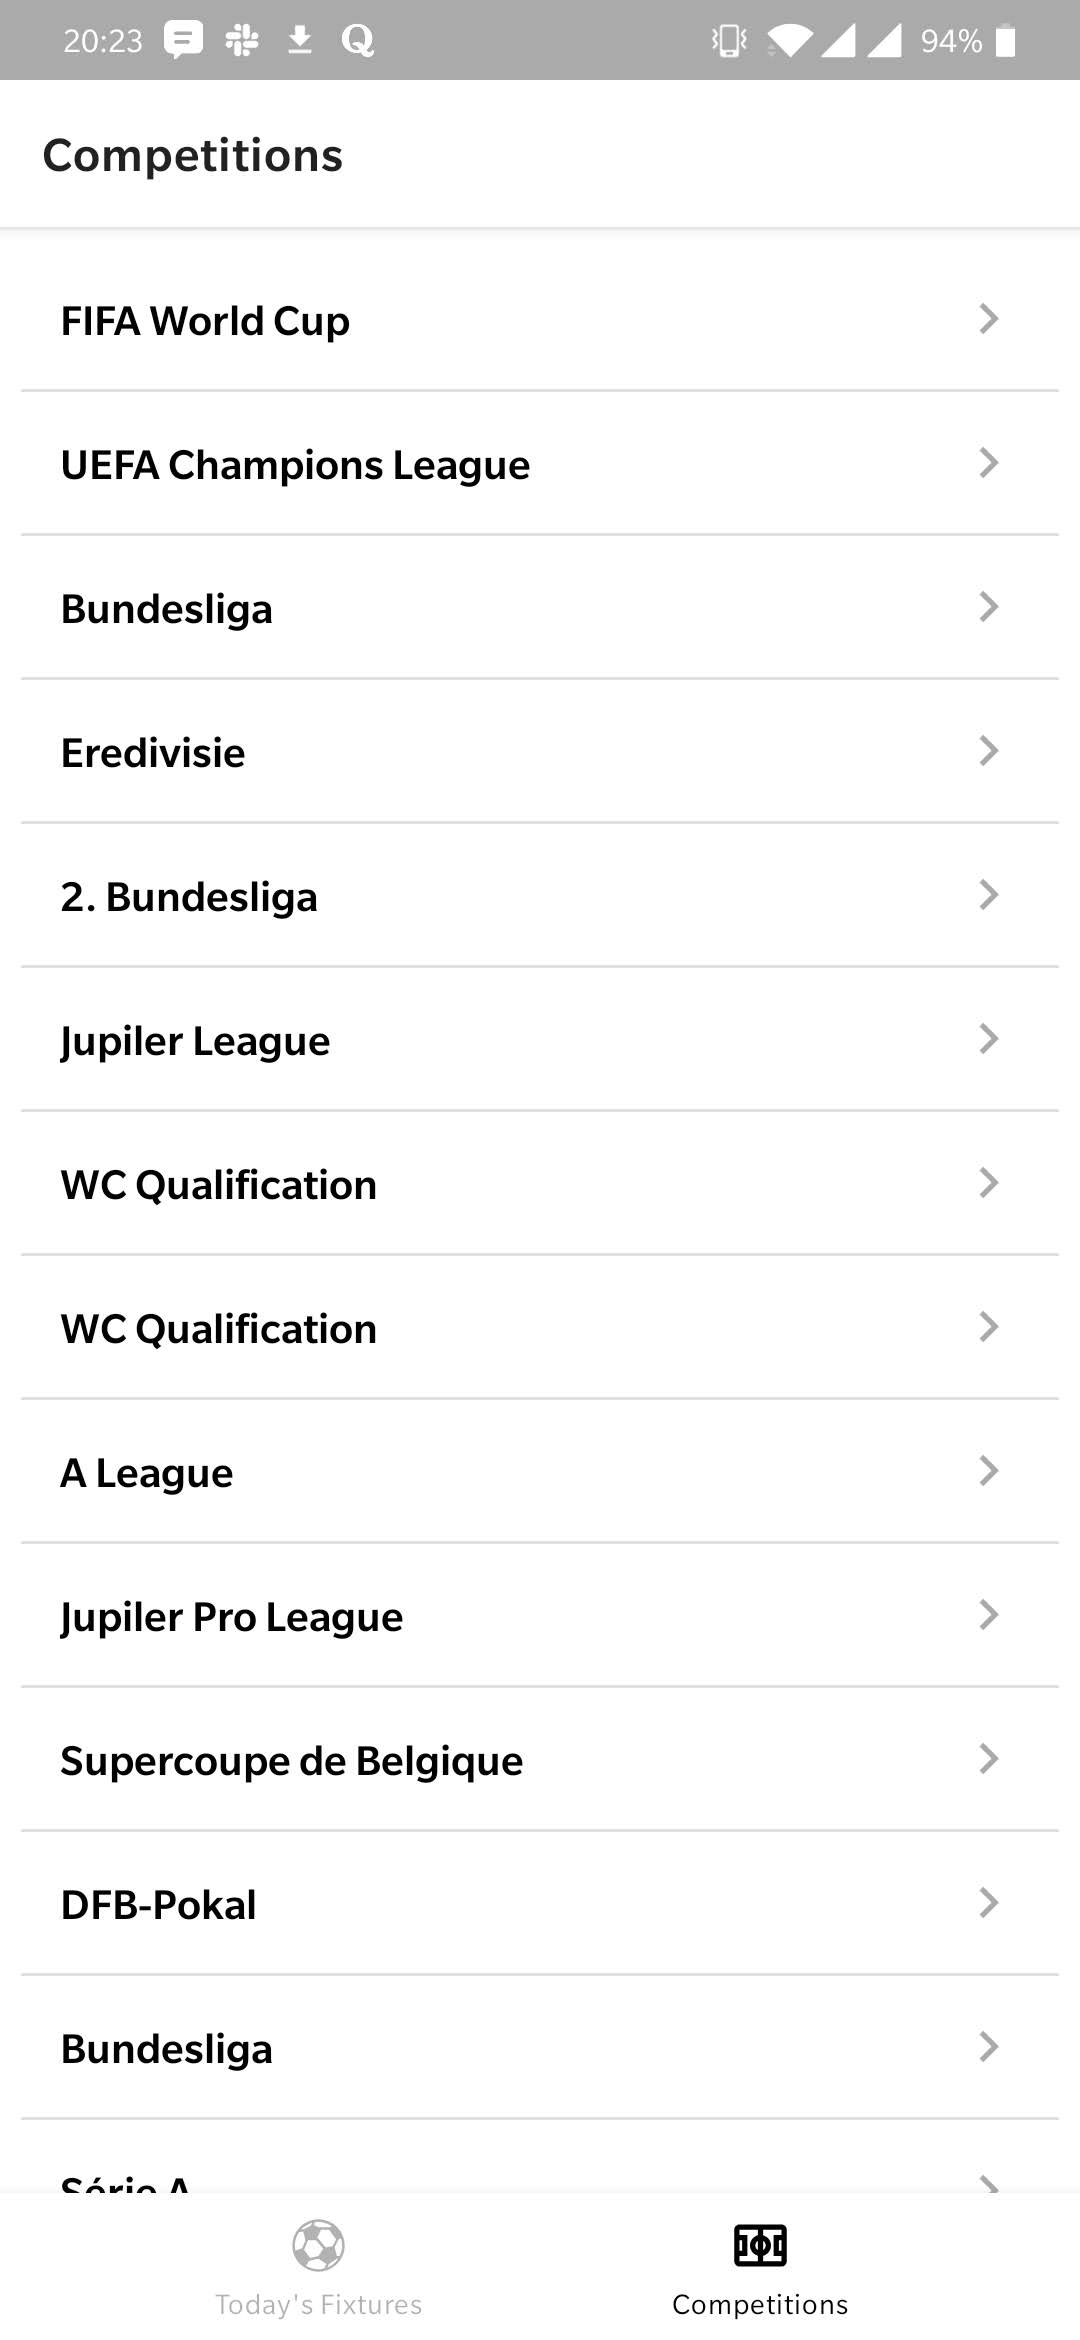 20:23
94%
Competitions
FIFA World Cup
UEFA Champions League
Bundesliga
Eredivisie
2. Bundesliga
Jupiler League
WC Qualification
WC Qualification
A League
Jupiler Pro League
Supercoupe de Belgique
DFB-Pokal
Bundesliga
Série A
Today's Fixtures
Competitions